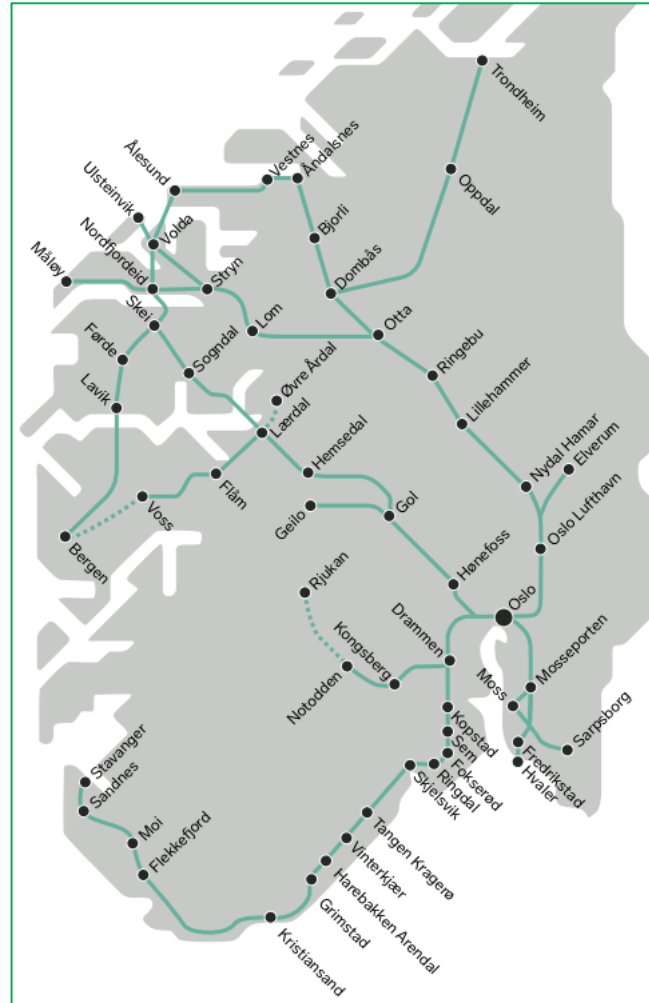 Trondheim
Oppdal
Vestnes
Åndalsnes
Ålesund
Ulsteinvik
Volda
Bjorli
Nordfjordeid
Måløy
Stryn
Dombås
Skei
Lom
Otta
Førde
Sogndal
Ringebu
Øvre Årdal
Lavik
Lillehammer
Lærdal
Hemsedal
Nydal Hamar
Elverum
Flåm
Voss
Gol
Geilo
Oslo Lufthavn
Bergen
Hønefoss
Rjukan
Oslo
Drammen
Kongsberg
Notodden
Mosseporten
Moss
Kopstad
Sem
Sarpsborg
Fokserød
Fredrikstad
Hvaler
Ringdal
Skjelsvik
Stavanger
Sandnes
Tangen Kragerø
Moi
Vinterkjær
Flekkefjord
Harebakken Arendal
Grimstad
Kristiansand